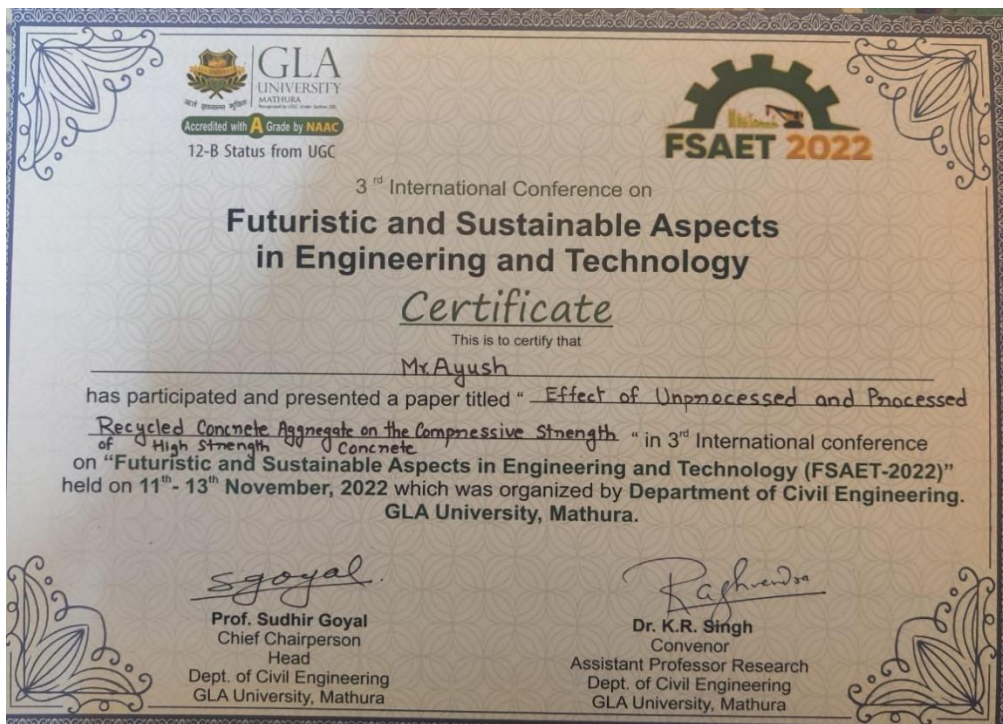 GLA
UNIVERSITY
MATHURA
Recognised by UGC Under Section 2(f)
Accredited with A Grade by NAAC
12-B Status from UGC
FSAET 2022
3rd International Conference on
Futuristic and Sustainable Aspects
in Engineering and Technology
Certificate
This is to certify that
Mr. Ayush
has participated and presented a paper titled “ Effect of Unprocessed and Processed
Recycled Concrete Aggregate on the Compressive Strength “ in 3rd International conference
of High Strength Concrete
on “Futuristic and Sustainable Aspects in Engineering and Technology (FSAET-2022)”
held on 11th- 13th November, 2022 which was organized by Department of Civil Engineering.
GLA University, Mathura.
sgoyal.
Raghvendra
Prof. Sudhir Goyal
Chief Chairperson
Head
Dept. of Civil Engineering
GLA University, Mathura
Dr. K.R. Singh
Convenor
Assistant Professor Research
Dept. of Civil Engineering
GLA University, Mathura